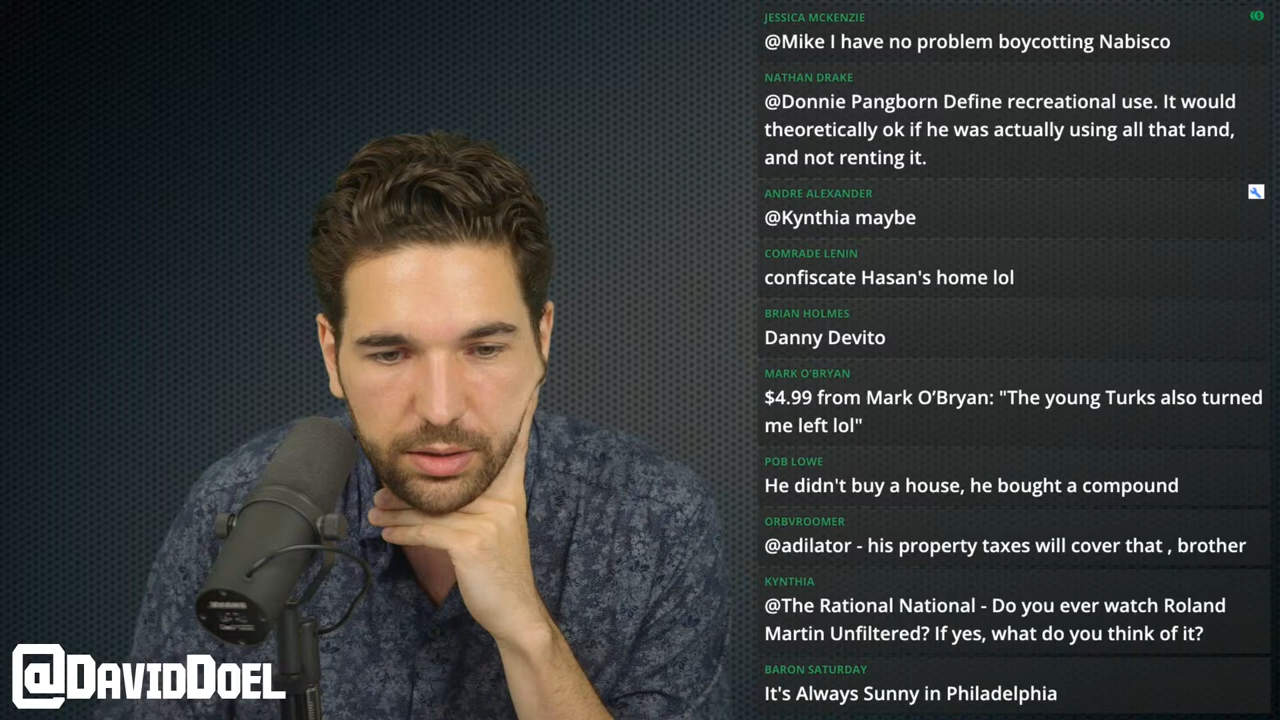 JESSICA MCKENZIE
@Mike I have no problem boycotting Nabisco
NATHAN DRAKE
@Donnie Pangborn Define recreational use. It would
theoretically ok if he was actually using all that land,
and not renting it.
ANDRE ALEXANDER
@Kynthia maybe
COMRADE LENIN
confiscate Hasan's home lol
BRIAN HOLMES
Danny Devito
MARK O'BRYAN
$4.99 from Mark O’Bryan: "The young Turks also turned
me left lol"
POB LOWE
He didn't buy a house, he bought a compound
ORBVROOMER
@adilator - his property taxes will cover that , brother
KYNTHIA
@The Rational National - Do you ever watch Roland
Martin Unfiltered? If yes, what do you think of it?
BARON SATURDAY
It's Always Sunny in Philadelphia
@DAVIDDOEL